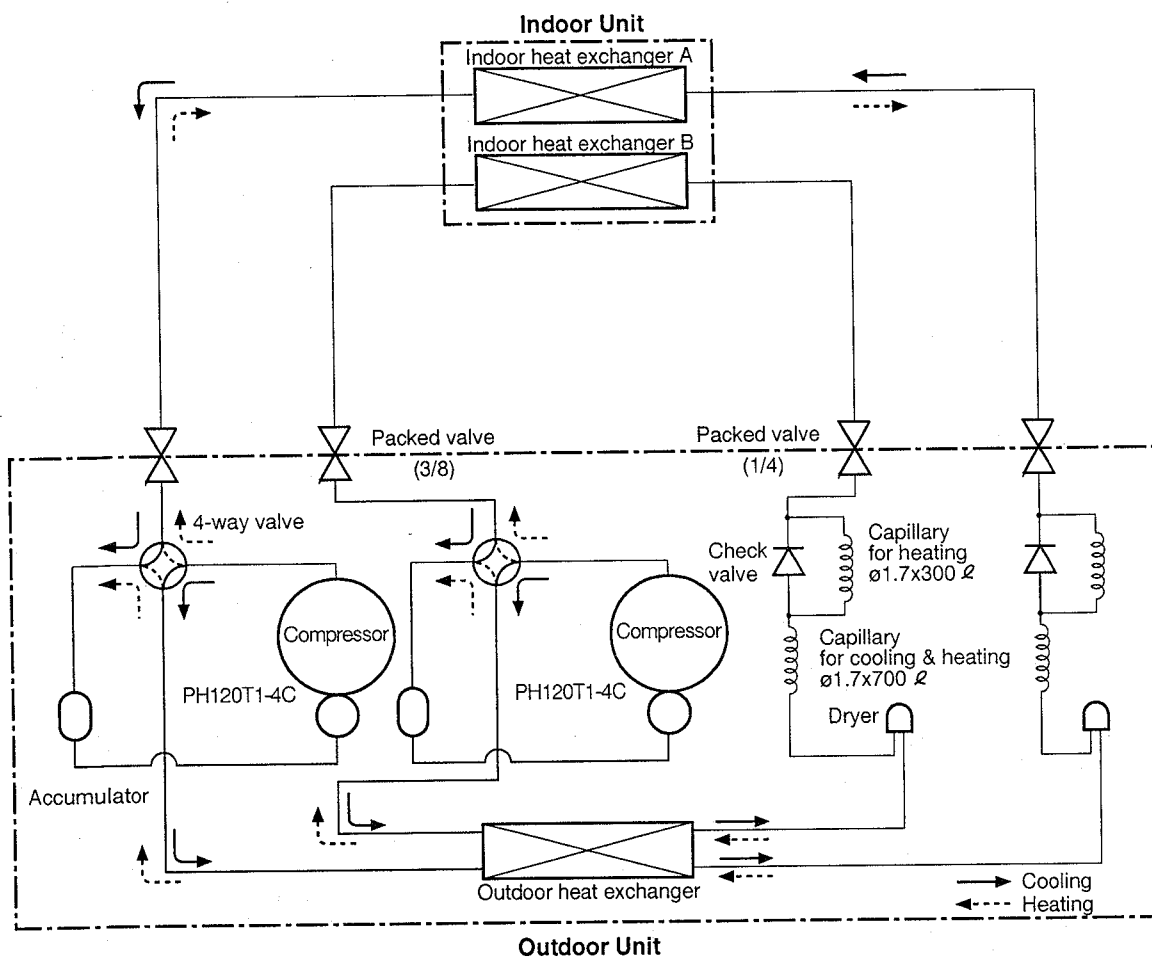 Indoor Unit
Indoor heat exchanger A
Indoor heat exchanger B
Packed valve
(3/8)
Packed valve
(1/4)
4-way valve
Check
valve
Capillary
for heating
ø1.7x300 ℓ
Compressor
Compressor
Capillary
for cooling & heating
ø1.7x700 ℓ
PH120T1-4C
PH120T1-4C
Dryer
Accumulator
Outdoor heat exchanger
Cooling
Heating
Outdoor Unit